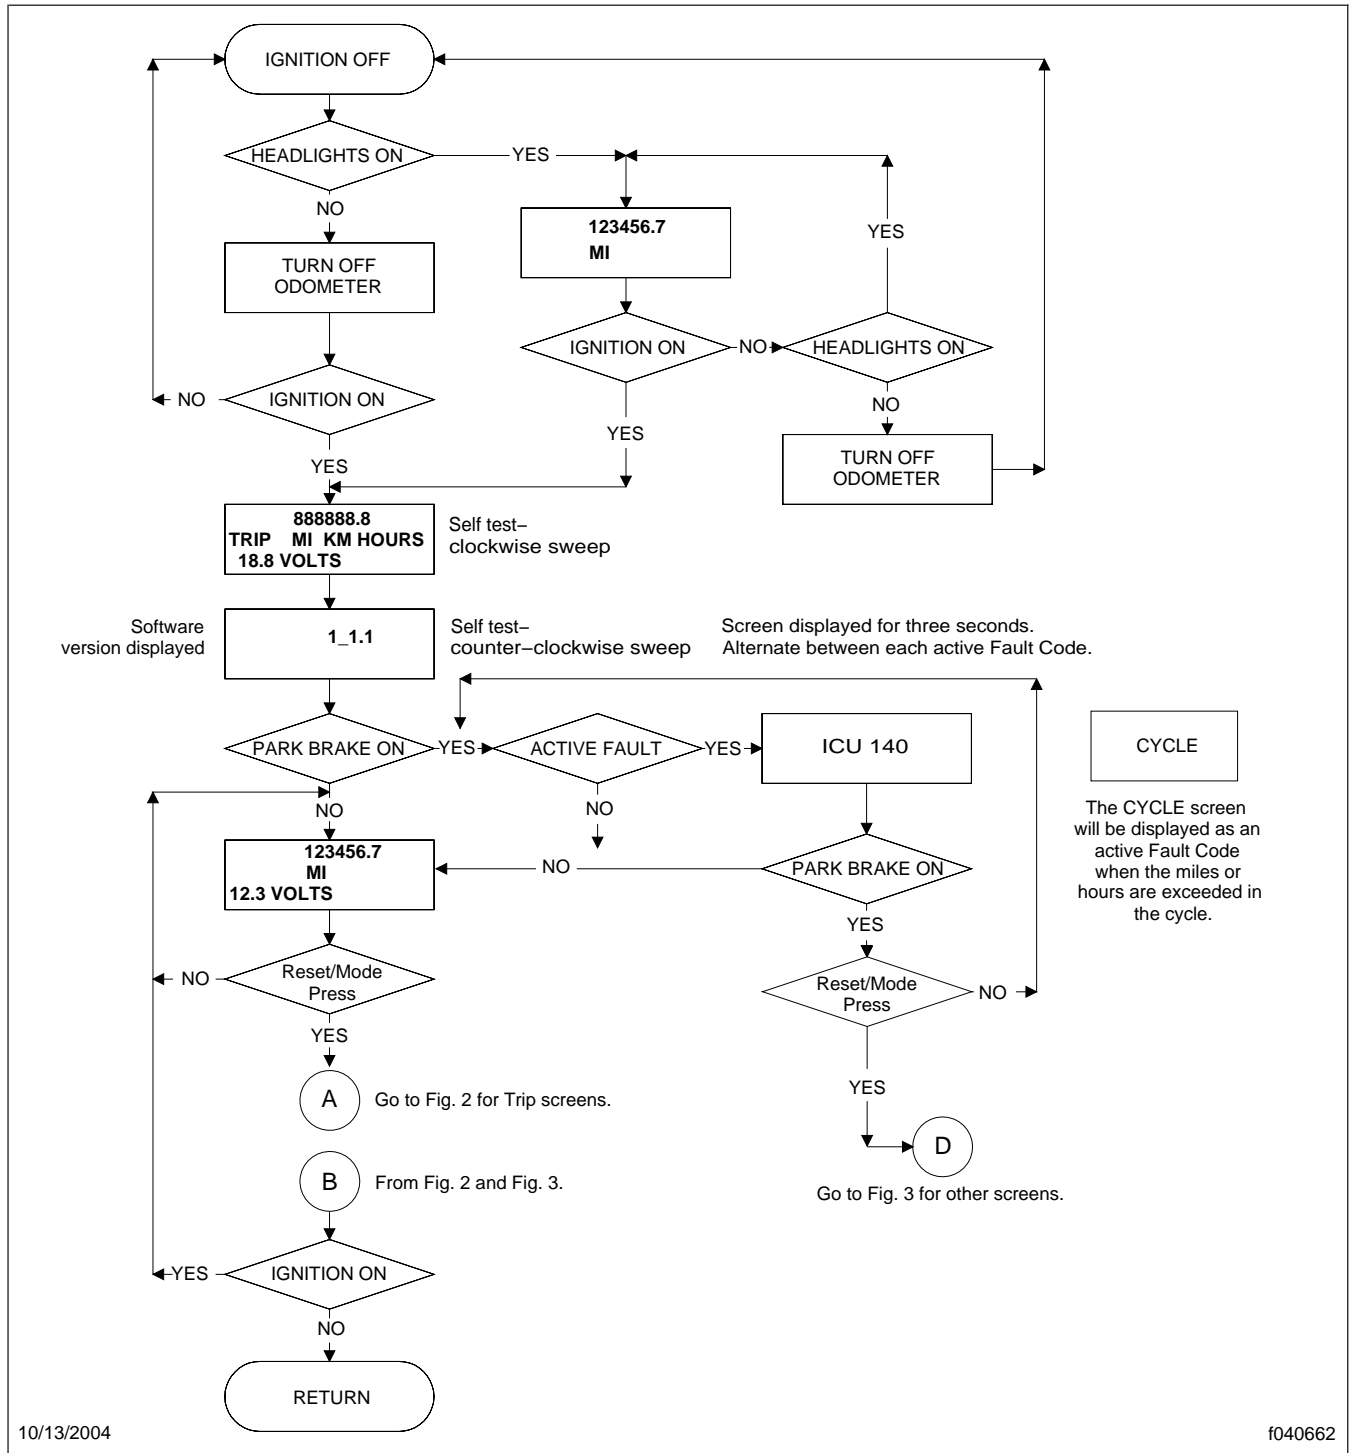 IGNITION OFF
HEADLIGHTS ON
YES
NO
123456.7
MI
YES
TURN OFF
ODOMETER
IGNITION ON
NO
HEADLIGHTS ON
NO
IGNITION ON
NO
YES
TURN OFF
ODOMETER
YES
888888.8
TRIP MI KM HOURS
18.8 VOLTS
Self test–
clockwise sweep
Software
version displayed
1_1.1
Self test–
counter–clockwise sweep
Screen displayed for three seconds.
Alternate between each active Fault Code.
PARK BRAKE ON
YES
ACTIVE FAULT
YES
ICU 140
CYCLE
NO
NO
The CYCLE screen
will be displayed as an
active Fault Code
when the miles or
hours are exceeded in
the cycle.
123456.7
MI
12.3 VOLTS
NO
PARK BRAKE ON
YES
NO
Reset/Mode
Press
Reset/Mode
Press
NO
YES
A
Go to Fig. 2 for Trip screens.
YES
D
Go to Fig. 3 for other screens.
B
From Fig. 2 and Fig. 3.
YES
IGNITION ON
NO
RETURN
10/13/2004
f040662